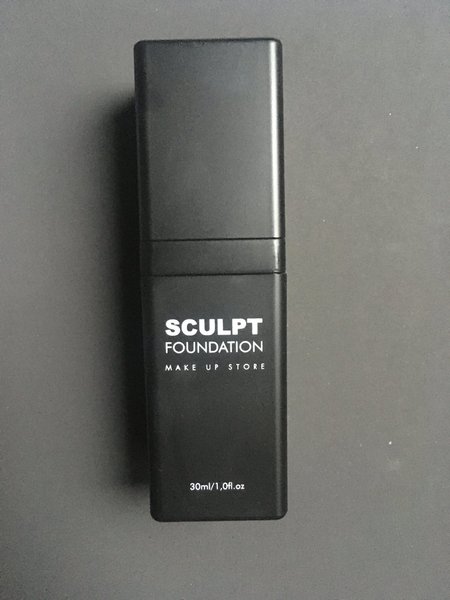 SCULPT
FOUNDATION
MAKE UP STORE
30ml/1,0fl.oz